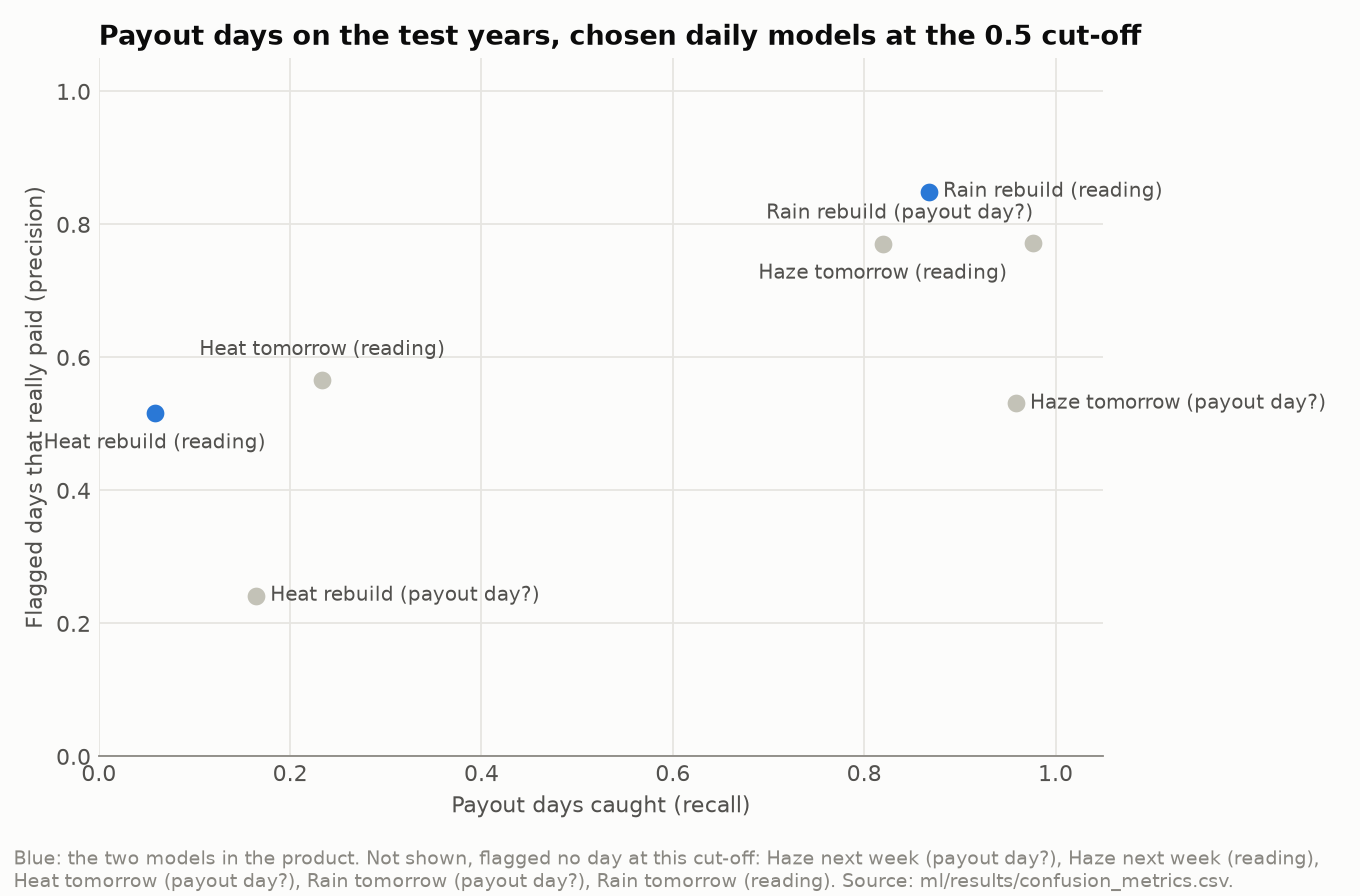 Payout days on the test years, chosen daily models at the 0.5 cut-off
Flagged days that really paid (precision)
1.0
0.8
0.6
0.4
0.2
0.0
Rain rebuild (reading)
Rain rebuild (payout day?)
Haze tomorrow (reading)
Heat tomorrow (reading)
Haze tomorrow (payout day?)
Heat rebuild (reading)
Heat rebuild (payout day?)
0.0 0.2 0.4 0.6 0.8 1.0
Payout days caught (recall)
Blue: the two models in the product. Not shown, flagged no day at this cut-off: Haze next week (payout day?), Haze next week (reading),
Heat tomorrow (payout day?), Rain tomorrow (payout day?), Rain tomorrow (reading). Source: ml/results/confusion_metrics.csv.